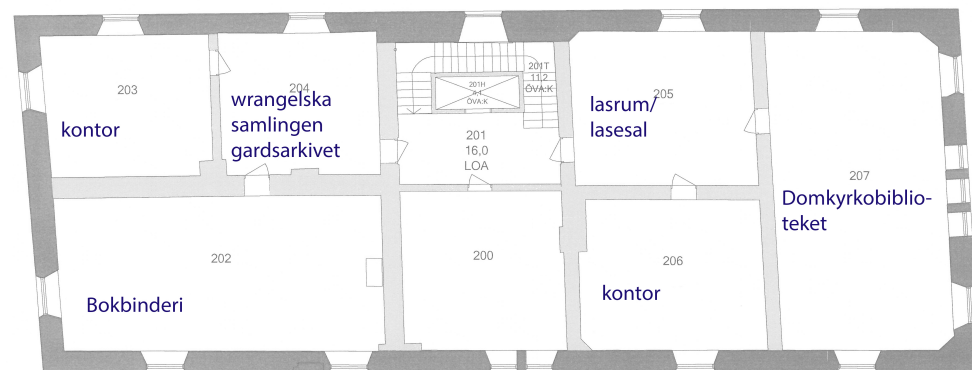 203
kontor
204
wrangelska
samlingen
gardsarkivet
201T
11,2
ÖVA:K
201H
ÖVA:K
201
16,0
LOA
205
lasrum/
lasesal
207
Domkyrkobiblio-
teket
202
Bokbinderi
200
206
kontor